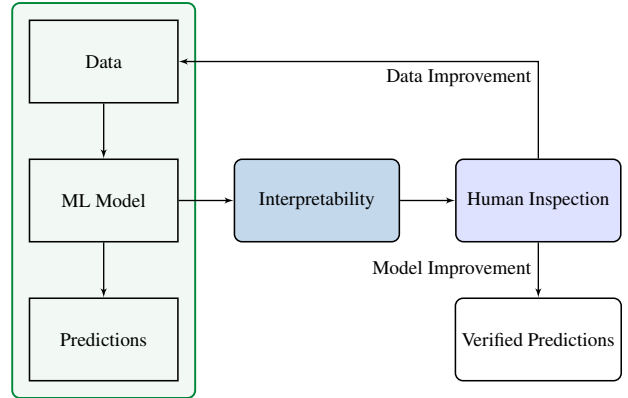 Data
Data Improvement
ML Model
Interpretability
Human Inspection
Model Improvement
Predictions
Verified Predictions